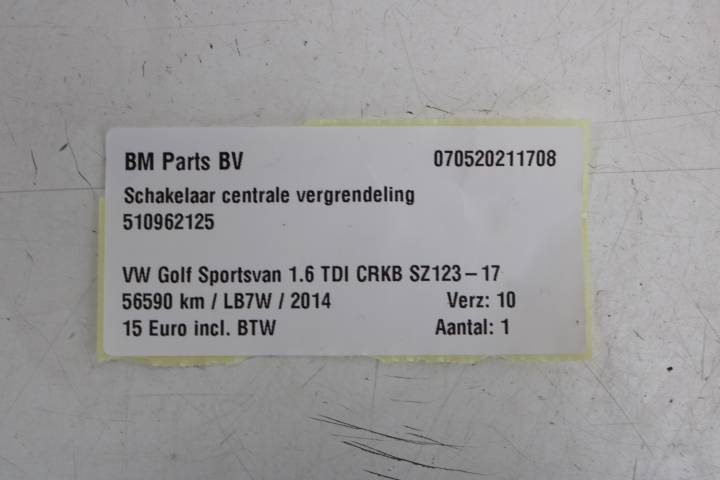 BM Parts BV 070520211708
Schakelaar centrale vergrendeling
510962125
VW Golf Sportsvan 1.6 TDI CRKB SZ123-17
56590 km / LB7W / 2014 Verz: 10
15 Euro incl. BTW Aantal: 1